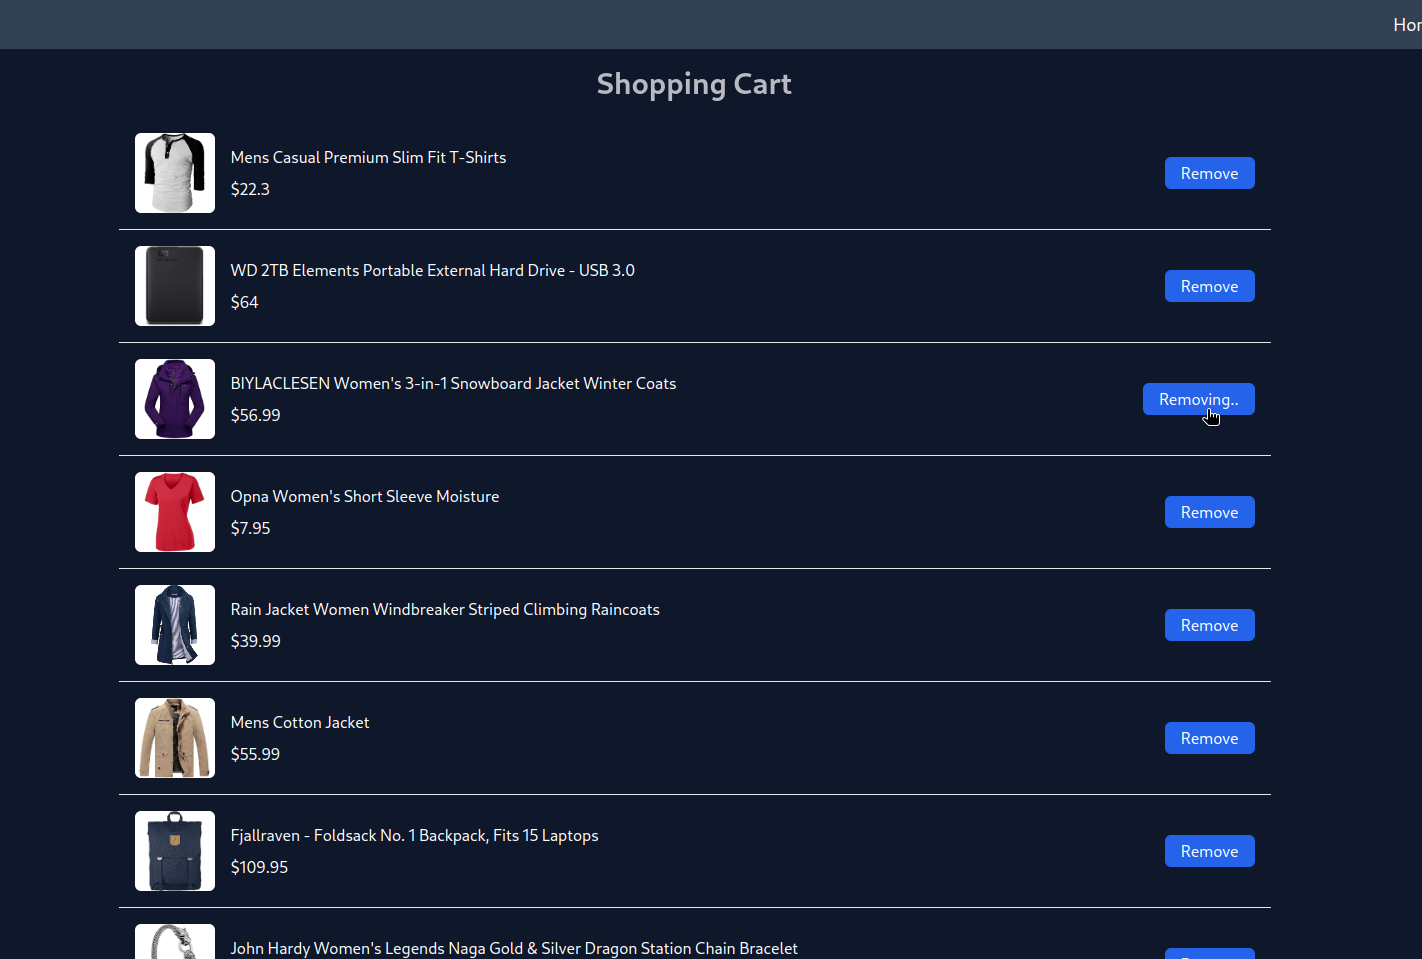 Hor
Shopping Cart
Mens Casual Premium Slim Fit T-Shirts
$22.3
Remove
WD 2TB Elements Portable External Hard Drive - USB 3.0
$64
Remove
BIYLACLESEN Women's 3-in-1 Snowboard Jacket Winter Coats
$56.99
Removing..
Opna Women's Short Sleeve Moisture
$7.95
Remove
Rain Jacket Women Windbreaker Striped Climbing Raincoats
$39.99
Remove
Mens Cotton Jacket
$55.99
Remove
Fjallraven - Foldsack No. 1 Backpack, Fits 15 Laptops
$109.95
Remove
John Hardy Women's Legends Naga Gold & Silver Dragon Station Chain Bracelet